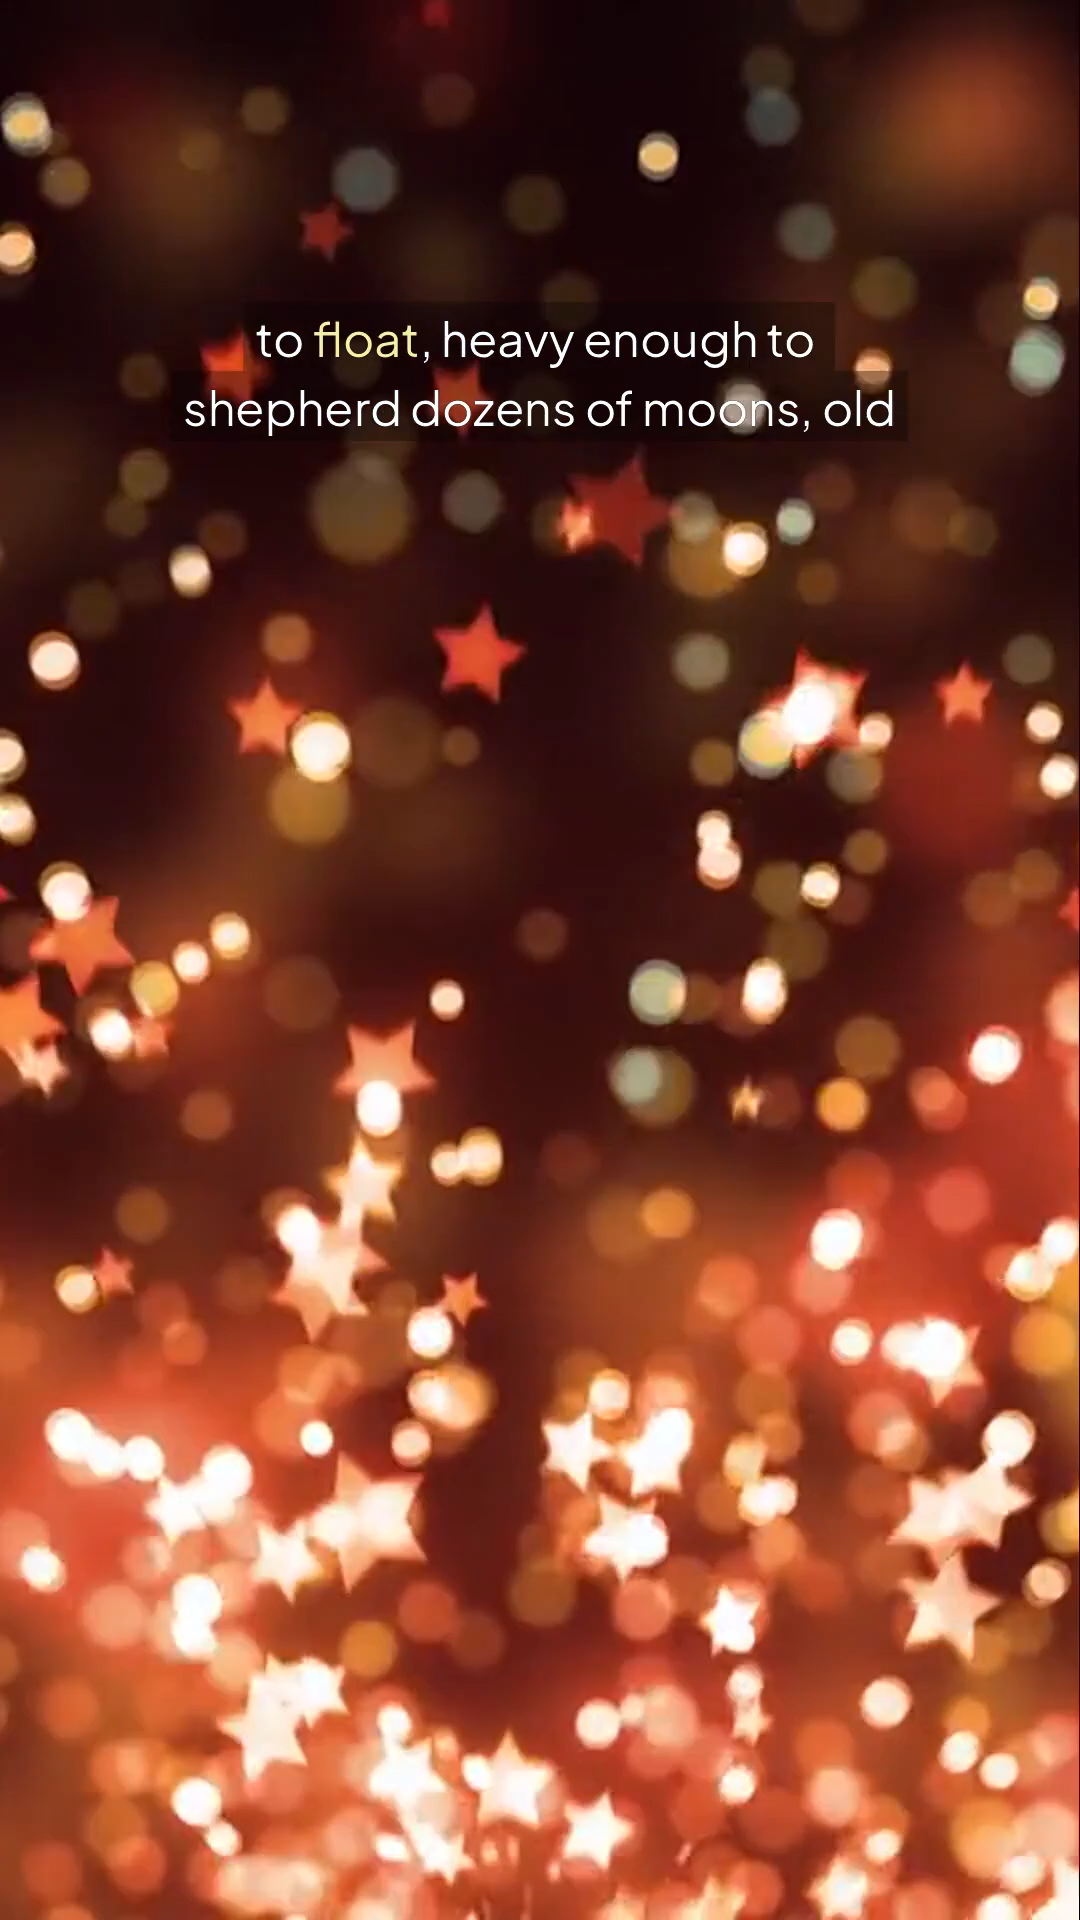 to float, heavy enough to
shepherd dozens of moons, old